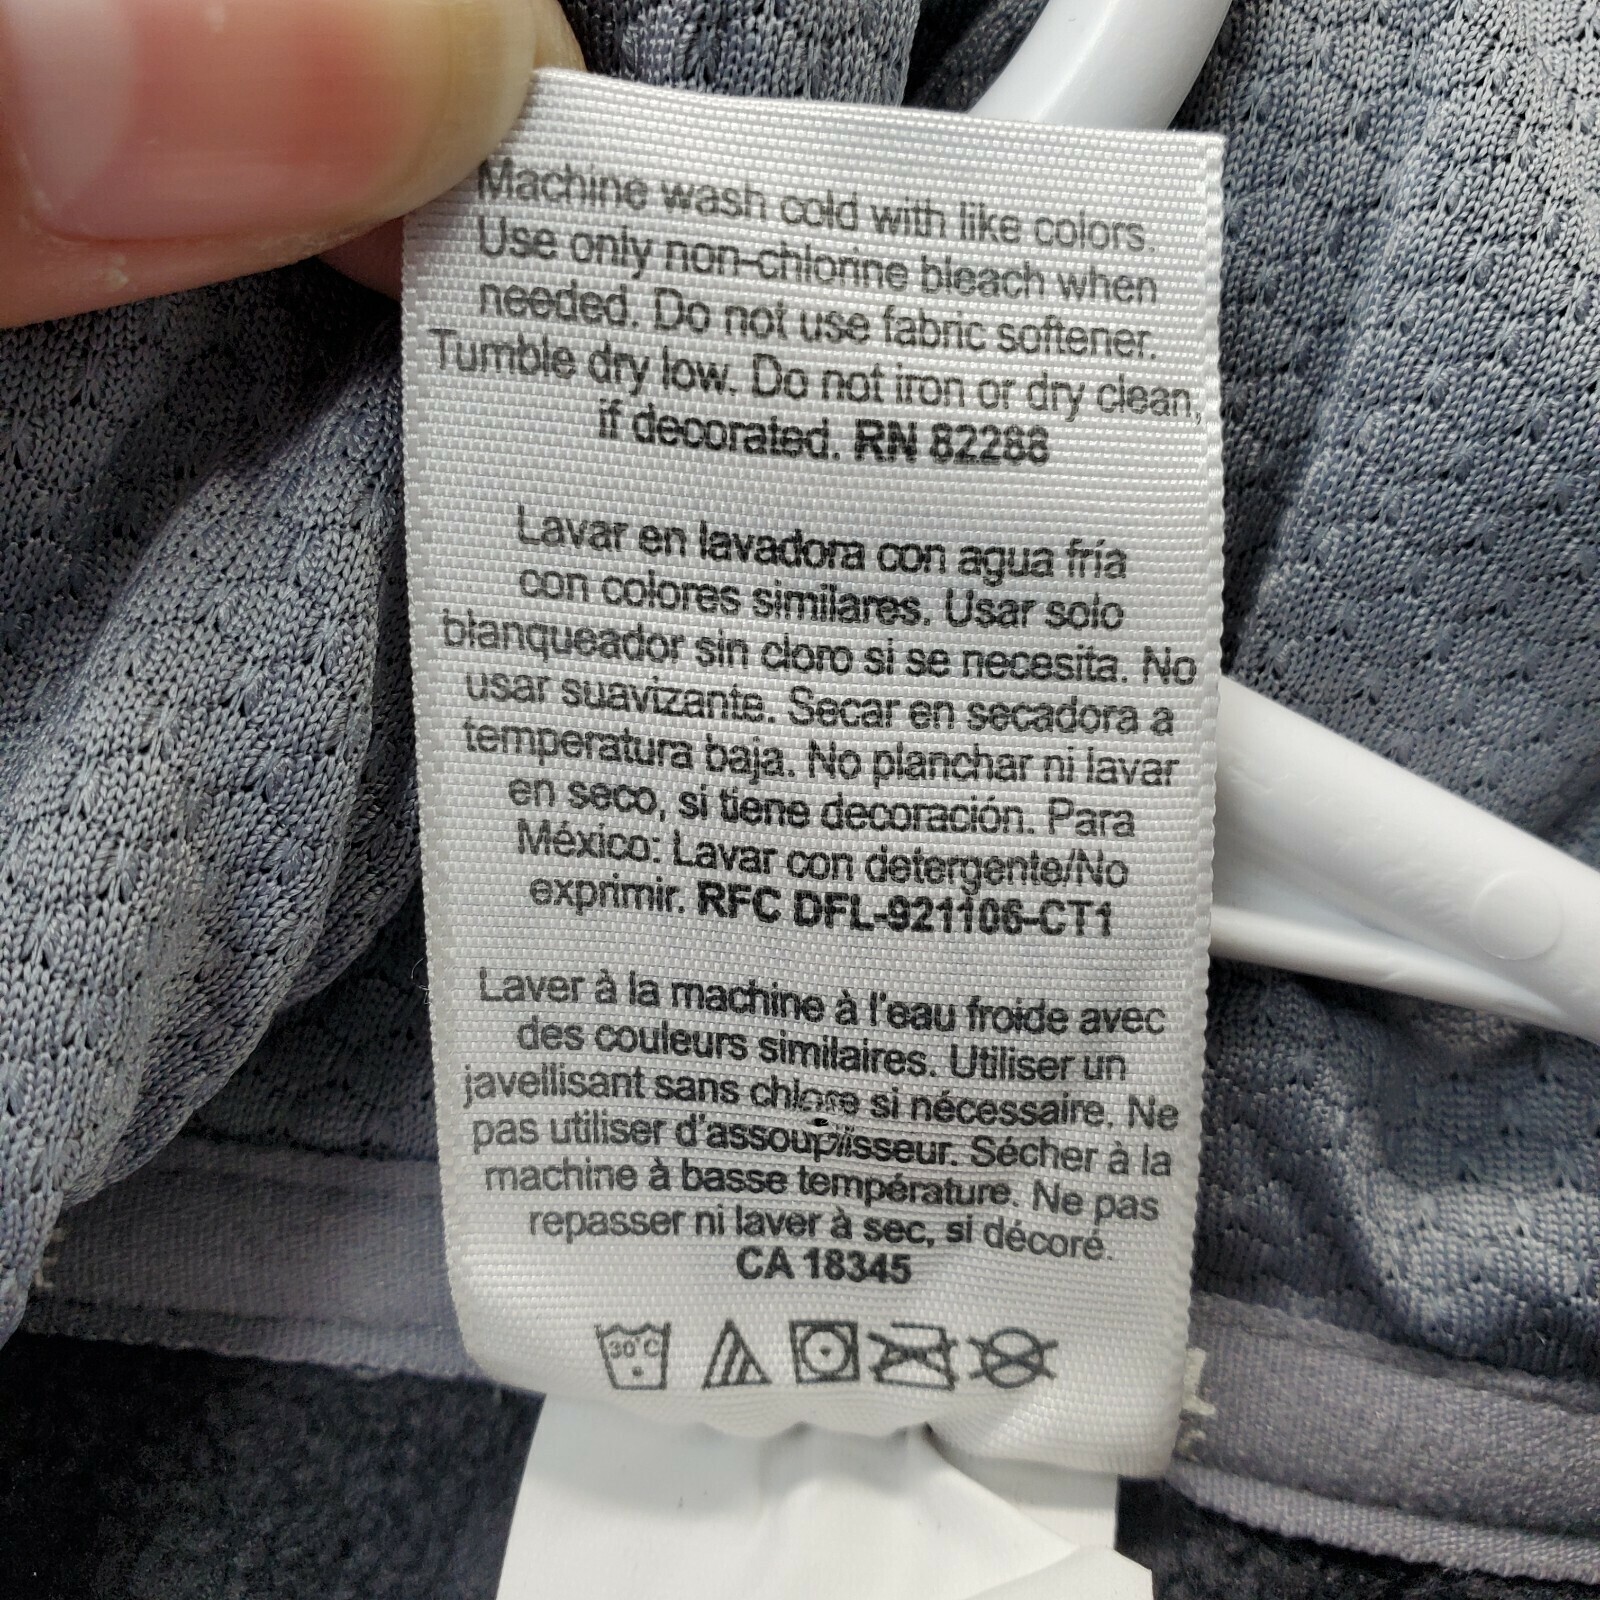 Machine wash cold with like colors.
Use only non-chlorine bleach when
needed. Do not use fabric softener.
Tumble dry low. Do not iron or dry clean,
if decorated. RN 82288
Lavar en lavadora con agua fría
con colores similares. Usar solo
blanqueador sin cloro si se necesita. No
usar suavizante. Secar en secadora a
temperatura baja. No planchar ni lavar
en seco, si tiene decoración. Para
México: Lavar con detergente/No
exprimir. RFC DFL-921106-CT1
Laver à la machine à l'eau froide avec
des couleurs similaires. Utiliser un
javellisant sans chlore si nécessaire. Ne
pas utiliser d'assouplisseur. Sécher à la
machine à basse température. Ne pas
repasser ni laver à sec, si décoré.
CA 18345
30°C